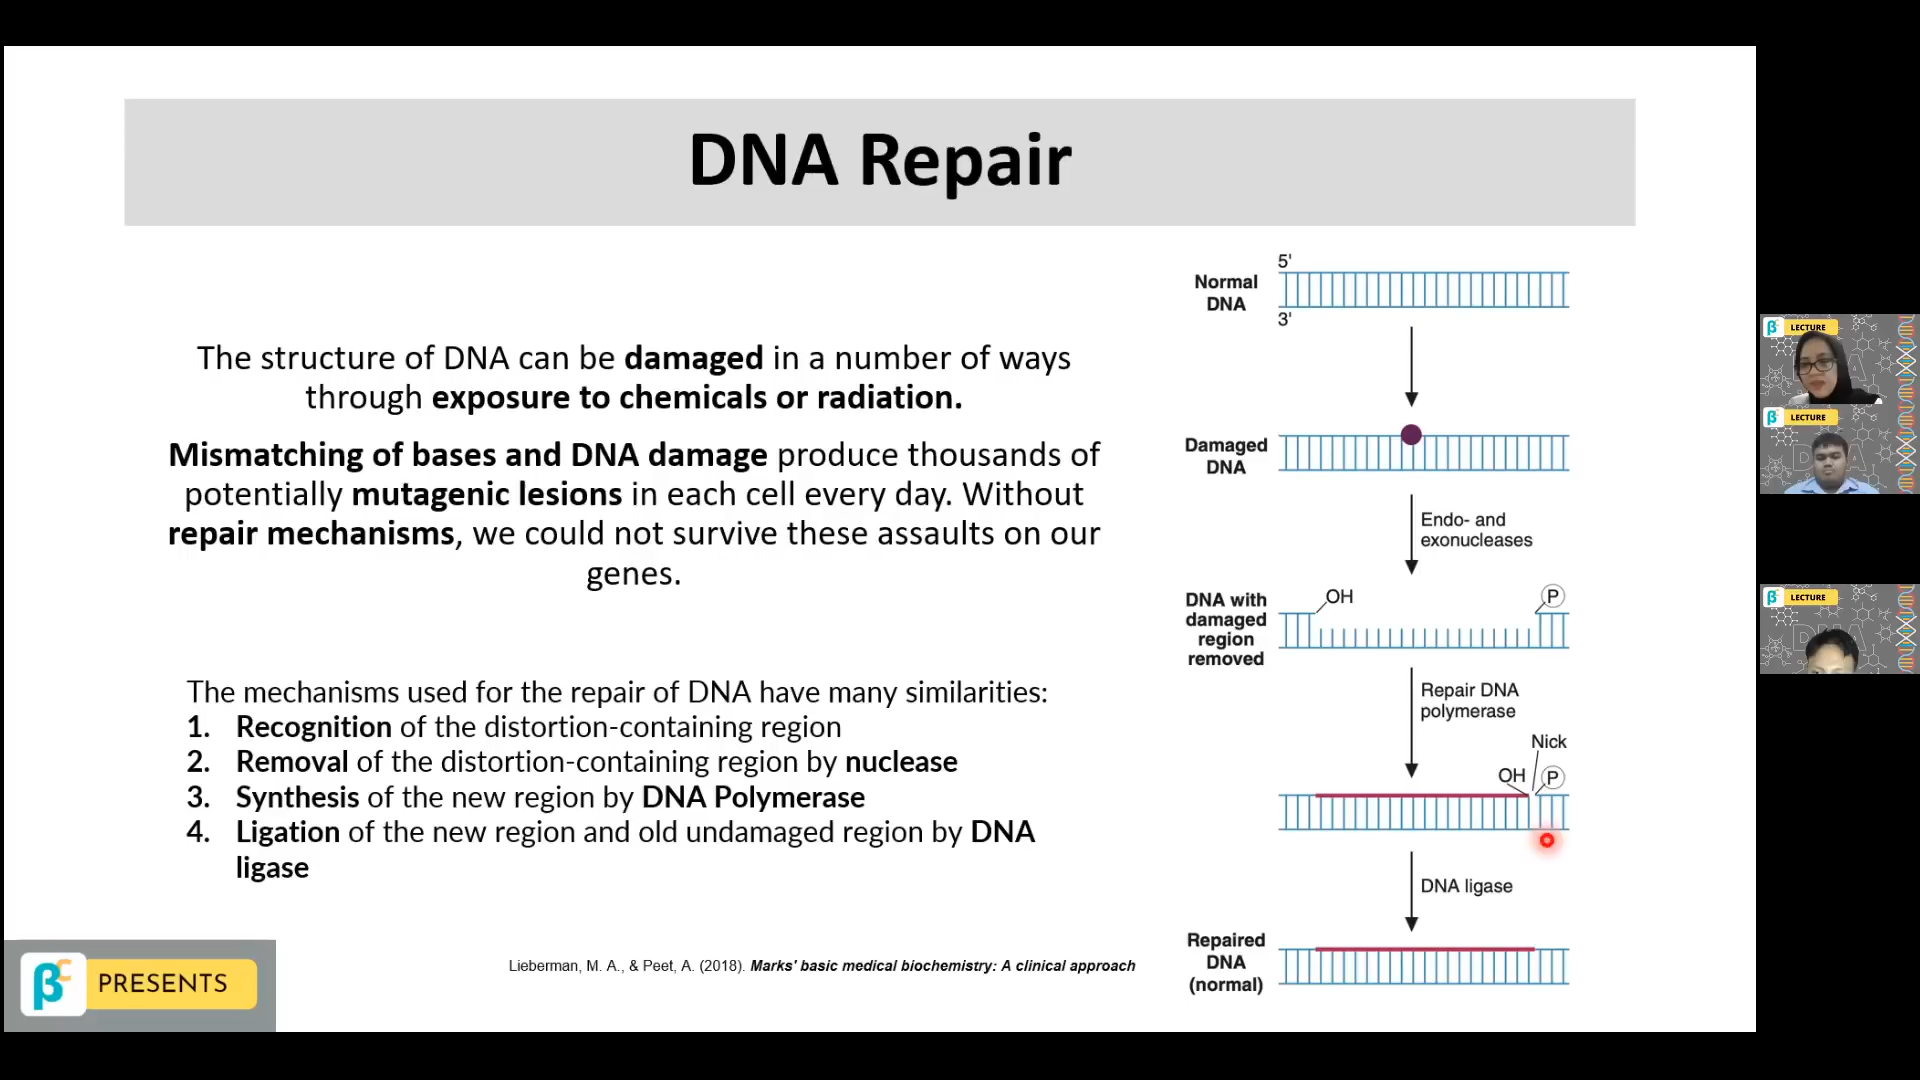 DNA Repair
The structure of DNA can be damaged in a number of ways
through exposure to chemicals or radiation.
Mismatching of bases and DNA damage produce thousands of
potentially mutagenic lesions in each cell every day. Without
repair mechanisms, we could not survive these assaults on our
genes.
The mechanisms used for the repair of DNA have many similarities:
1. Recognition of the distortion-containing region
2. Removal of the distortion-containing region by nuclease
3. Synthesis of the new region by DNA Polymerase
4. Ligation of the new region and old undamaged region by DNA
ligase
Lieberman, M. A., & Peet, A. (2018). Marks' basic medical biochemistry: A clinical approach
βc PRESENTS
5'
Normal
DNA
3'
Damaged
DNA
Endo- and
exonucleases
OH
P
DNA with
damaged
region
removed
Repair DNA
polymerase
Nick
OH
P
DNA ligase
Repaired
DNA
(normal)
βc LECTURE
βc LECTURE
βc LECTURE